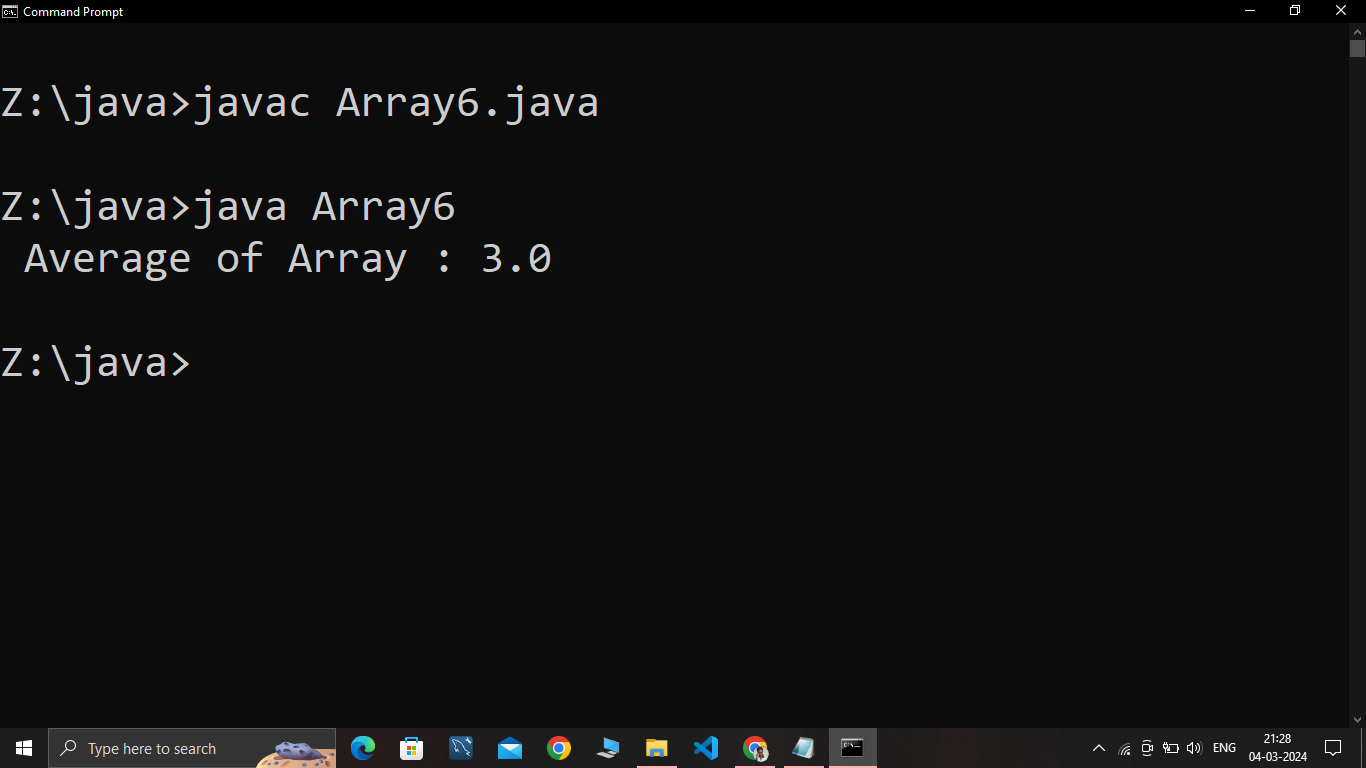 Command Prompt
Z:\java>javac Array6.java
Z:\java>java Array6
 Average of Array : 3.0
Z:\java>
Type here to search
ENG
21:28
04-03-2024